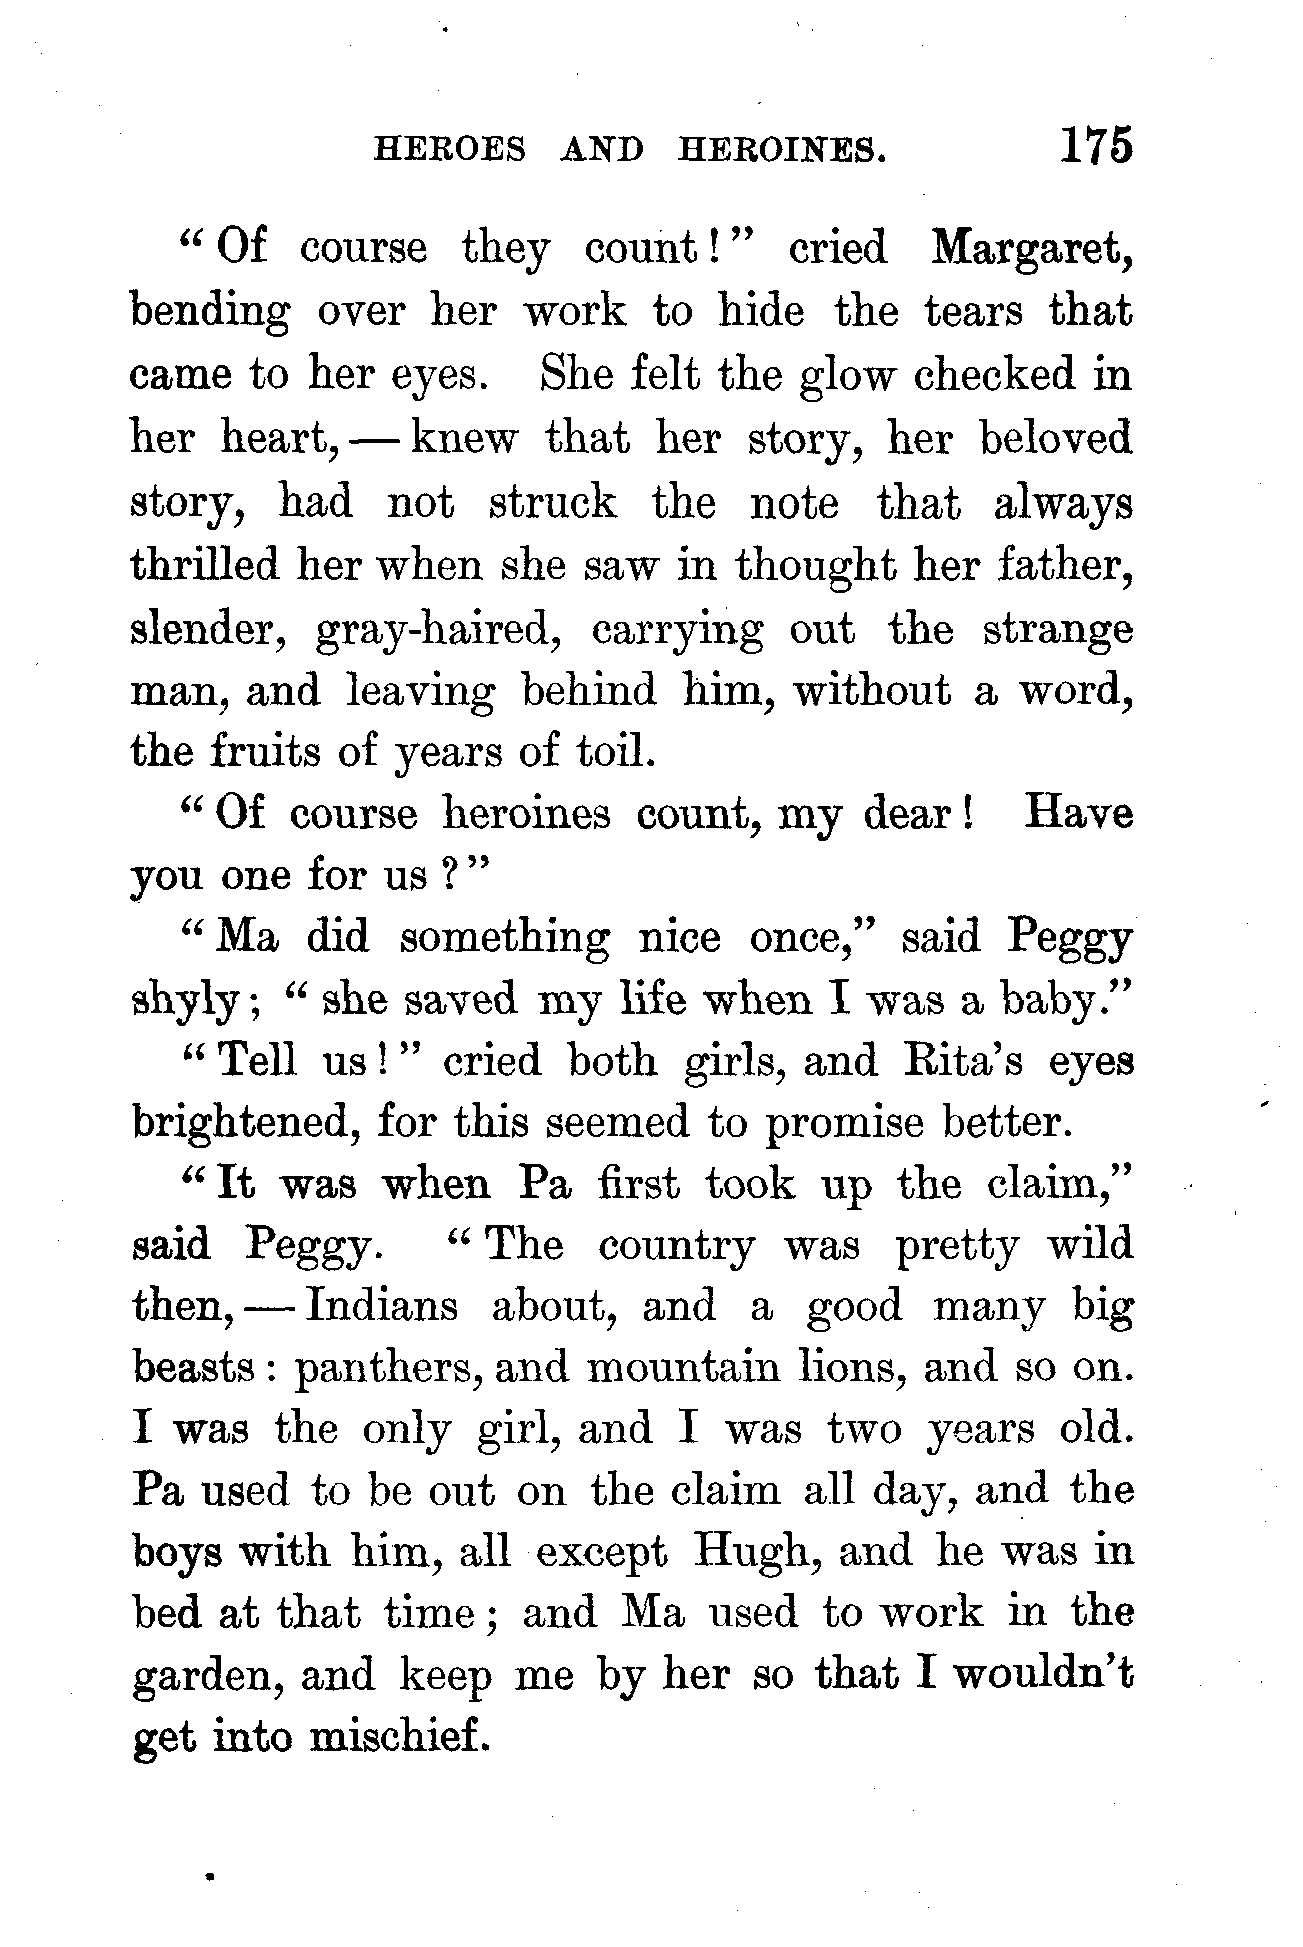 HEROES AND HEROINES. 175
“ Of course they count ! ” cried Margaret,
bending over her work to hide the tears that
came to her eyes. She felt the glow checked in
her heart, — knew that her story, her beloved
story, had not struck the note that always
thrilled her when she saw in thought her father,
slender, gray-haired, carrying out the strange
man, and leaving behind him, without a word,
the fruits of years of toil.
“ Of course heroines count, my dear ! Have
you one for us ? ”
“ Ma did something nice once,” said Peggy
shyly ; “ she saved my life when I was a baby.”
“ Tell us ! ” cried both girls, and Rita’s eyes
brightened, for this seemed to promise better.
“ It was when Pa first took up the claim,”
said Peggy. “ The country was pretty wild
then, — Indians about, and a good many big
beasts : panthers, and mountain lions, and so on.
I was the only girl, and I was two years old.
Pa used to be out on the claim all day, and the
boys with him, all except Hugh, and he was in
bed at that time ; and Ma used to work in the
garden, and keep me by her so that I wouldn’t
get into mischief.